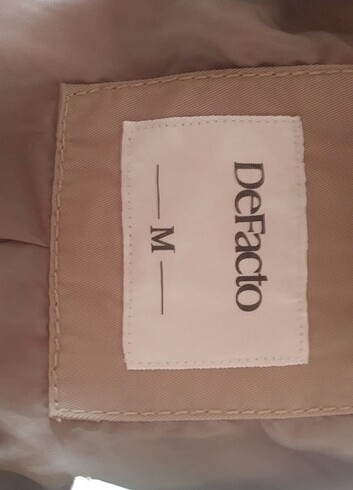 DeFacto
— M —